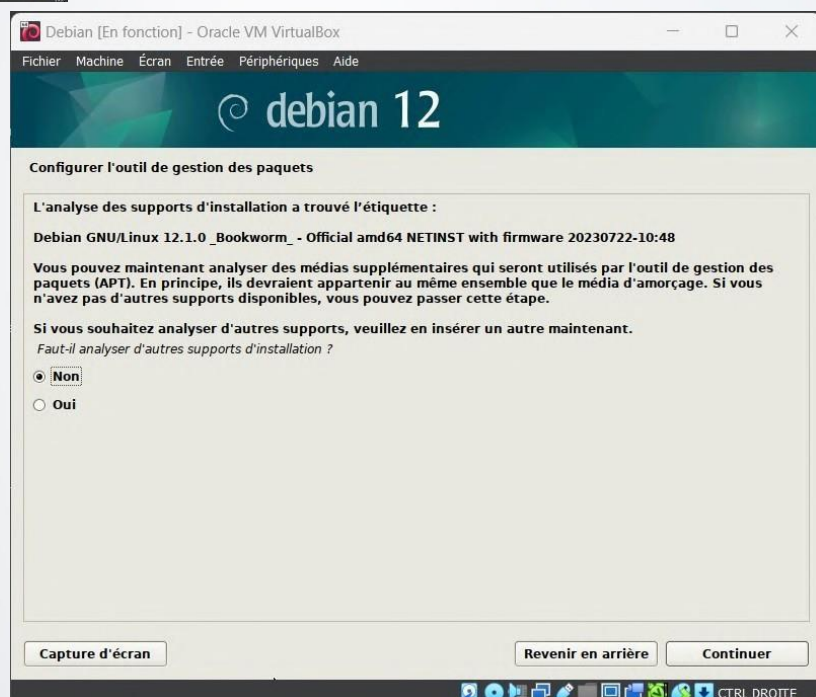 Debian [En fonction] - Oracle VM VirtualBox
Fichier Machine Écran Entrée Périphériques Aide
debian 12
Configurer l'outil de gestion des paquets
L'analyse des supports d'installation a trouvé l’étiquette :
Debian GNU/Linux 12.1.0 _Bookworm_ - Official amd64 NETINST with firmware 20230722-10:48
Vous pouvez maintenant analyser des médias supplémentaires qui seront utilisés par l'outil de gestion des
paquets (APT). En principe, ils devraient appartenir au même ensemble que le média d'amorçage. Si vous
n'avez pas d'autres supports disponibles, vous pouvez passer cette étape.
Si vous souhaitez analyser d'autres supports, veuillez en insérer un autre maintenant.
Faut-il analyser d'autres supports d'installation ?
Non
Oui
Capture d'écran
Revenir en arrière
Continuer
CTRL DROITE